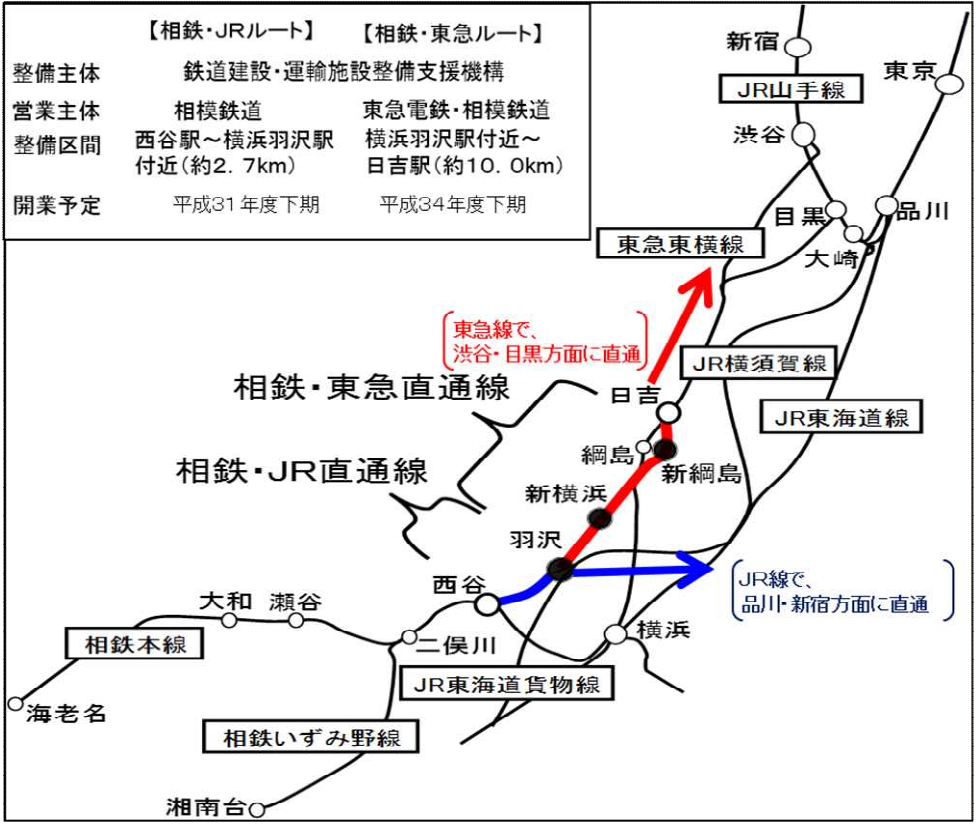 【相鉄・JRルート】 【相鉄・東急ルート】
整備主体 鉄道建設・運輸施設整備支援機構
営業主体 相模鉄道 東急電鉄・相模鉄道
整備区間 西谷駅～横浜羽沢駅 横浜羽沢駅付近～
付近(約2.7km) 日吉駅(約10.0km)
開業予定 平成31年度下期 平成34年度下期
新宿
東京
JR山手線
渋谷
目黒
品川
大崎
東急東横線
東急線で、
渋谷・目黒方面に直通
JR横須賀線
相鉄・東急直通線
日吉
JR東海道線
綱島
新綱島
相鉄・JR直通線
新横浜
羽沢
西谷
JR線で、
品川・新宿方面に直通
大和 瀬谷
横浜
相鉄本線
二俣川
JR東海道貨物線
海老名
相鉄いずみ野線
湘南台